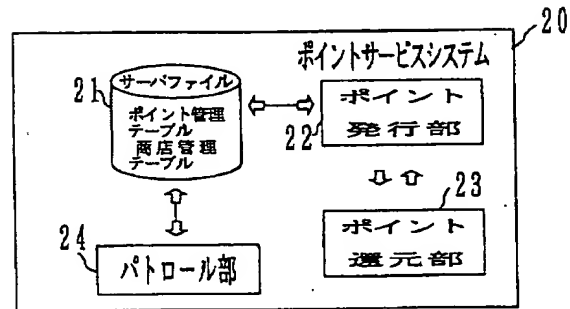 20
ポイントサービスシステム
21
サーバファイル
ポイント管理
テーブル
商店管理
テーブル
22
ポイント
発行部
23
ポイント
還元部
24
パトロール部